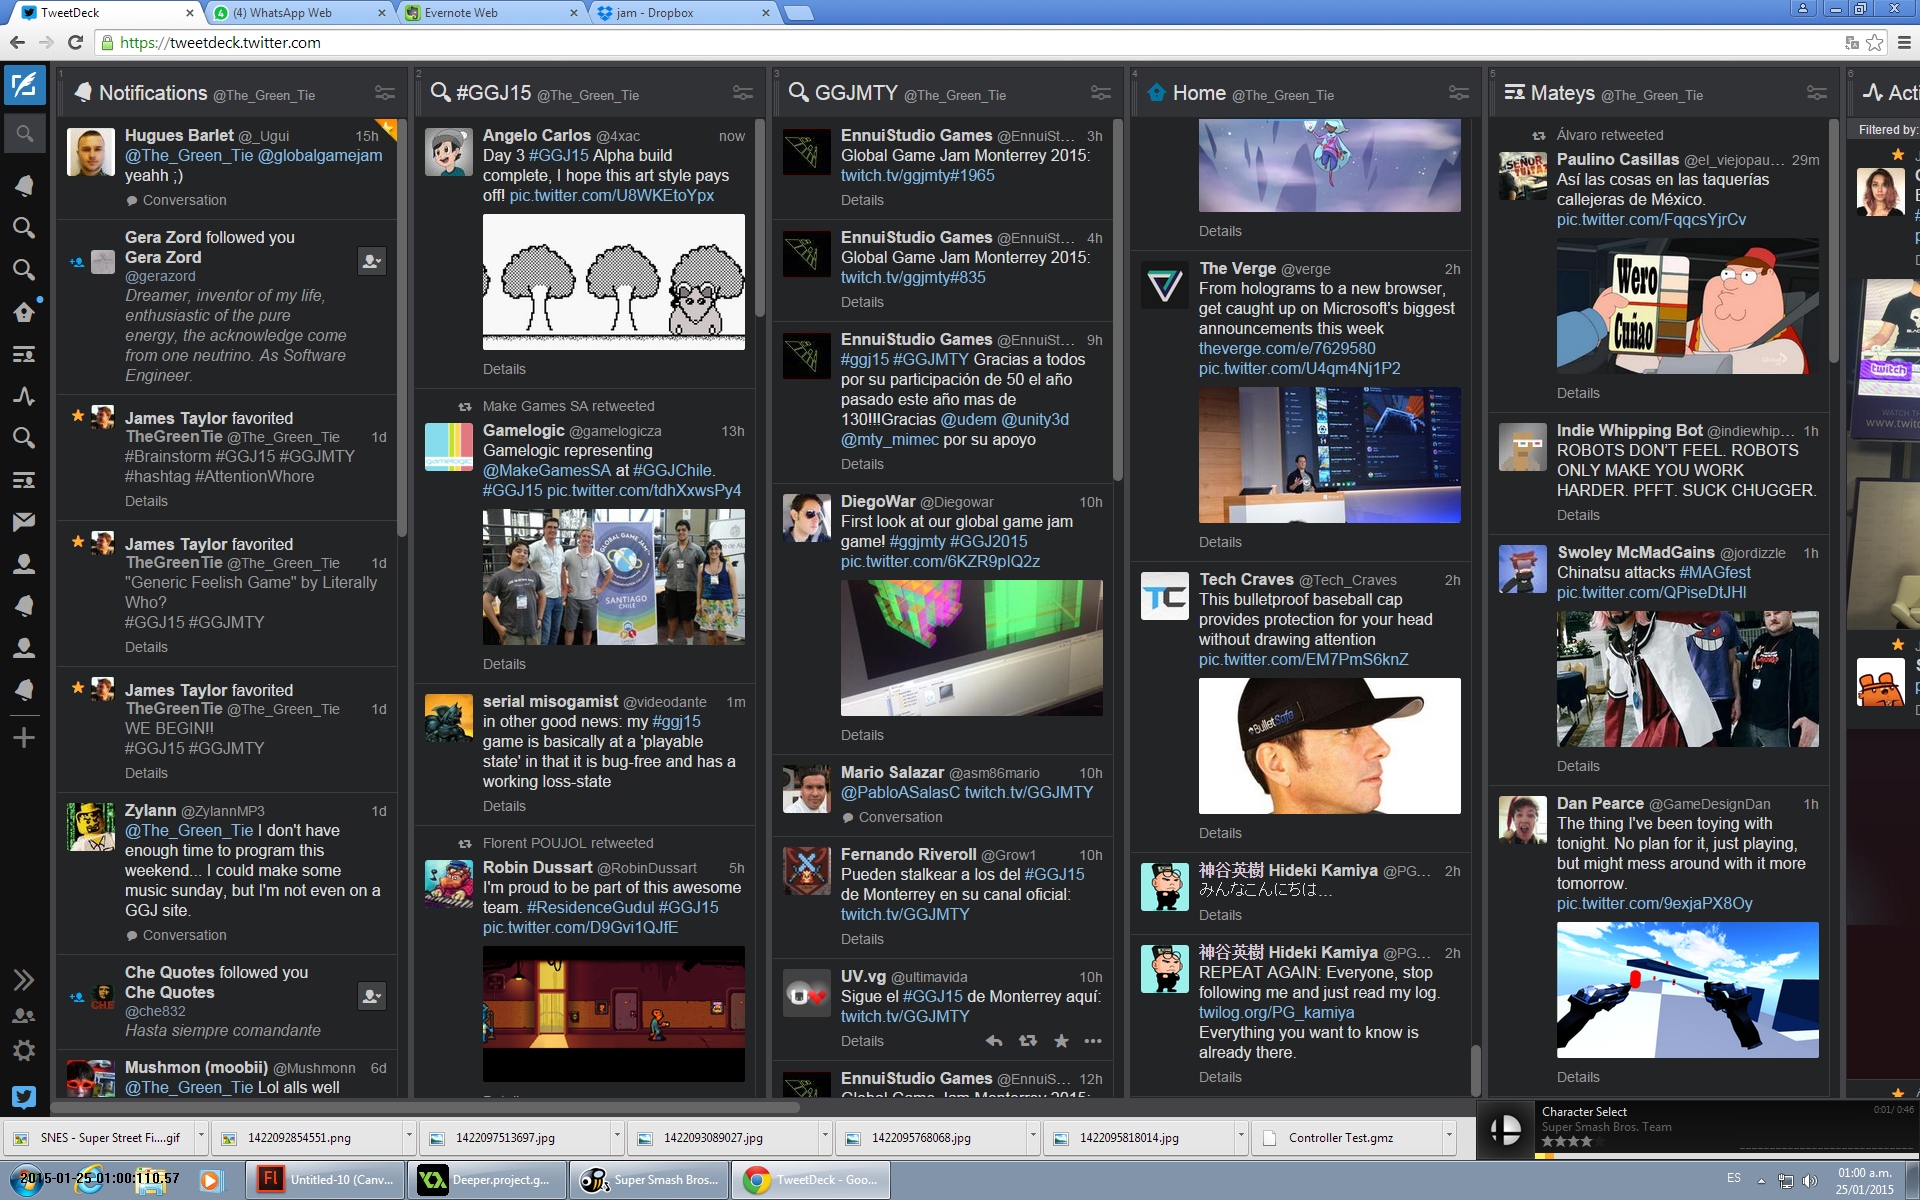 TweetDeck
(4) WhatsApp Web
Evernote Web
jam - Dropbox
https://tweetdeck.twitter.com
1
Notifications @The_Green_Tie
Hugues Barlet @_Ugui 15h
@The_Green_Tie @globalgamejam
yeahh ;)
Conversation
Gera Zord followed you
Gera Zord
@gerazord
Dreamer, inventor of my life,
enthusiastic of the pure
energy, the acknowledge come
from one neutrino. As Software
Engineer.
James Taylor favorited
TheGreenTie @The_Green_Tie 1d
#Brainstorm #GGJ15 #GGJMTY
#hashtag #AttentionWhore
Details
James Taylor favorited
TheGreenTie @The_Green_Tie 1d
"Generic Feelish Game" by Literally
Who?
#GGJ15 #GGJMTY
Details
James Taylor favorited
TheGreenTie @The_Green_Tie 1d
WE BEGIN!!
#GGJ15 #GGJMTY
Details
Zylann @ZylannMP3 1d
@The_Green_Tie I don't have
enough time to program this
weekend... I could make some
music sunday, but I'm not even on a
GGJ site.
Conversation
Che Quotes followed you
Che Quotes
@che832
Hasta siempre comandante
CHE
Mushmon (moobii) @Mushmonn 6d
@The_Green_Tie Lol alls well
2
#GGJ15 @The_Green_Tie
Angelo Carlos @4xac now
Day 3 #GGJ15 Alpha build
complete, I hope this art style pays
off! pic.twitter.com/U8WKEtoYpx
Details
Make Games SA retweeted
Gamelogic @gamelogicza 13h
Gamelogic representing
@MakeGamesSA at #GGJChile.
#GGJ15 pic.twitter.com/tdhXxwsPy4
gamelogic
GLOBAL GAME JAM
SANTIAGO
CHILE
Details
serial misogamist @videodante 1m
in other good news: my #ggj15
game is basically at a 'playable
state' in that it is bug-free and has a
working loss-state
Details
Florent POUJOL retweeted
Robin Dussart @RobinDussart 5h
I'm proud to be part of this awesome
team. #ResidenceGudul #GGJ15
pic.twitter.com/D9Gvi1QJfE
3
GGJMTY @The_Green_Tie
EnnuiStudio Games @EnnuiSt... 3h
Global Game Jam Monterrey 2015:
twitch.tv/ggjmty#1965
Details
EnnuiStudio Games @EnnuiSt... 4h
Global Game Jam Monterrey 2015:
twitch.tv/ggjmty#835
Details
EnnuiStudio Games @EnnuiSt... 9h
#ggj15 #GGJMTY Gracias a todos
por su participación de 50 el año
pasado este año mas de
130!!!Gracias @udem @unity3d
@mty_mimec por su apoyo
Details
DiegoWar @Diegowar 10h
First look at our global game jam
game! #ggjmty #GGJ2015
pic.twitter.com/6KZR9pIQ2z
Details
Mario Salazar @asm86mario 10h
@PabloASalasC twitch.tv/GGJMTY
Conversation
Fernando Riveroll @Grow1 10h
Pueden stalkear a los del #GGJ15
de Monterrey en su canal oficial:
twitch.tv/GGJMTY
Details
UV.vg @ultimavida 10h
Sigue el #GGJ15 de Monterrey aquí:
twitch.tv/GGJMTY
Details
EnnuiStudio Games @EnnuiS... 12h
Global Game Jam Monterrey 2015:
4
Home @The_Green_Tie
Details
The Verge @verge 2h
From holograms to a new browser,
get caught up on Microsoft's biggest
announcements this week
theverge.com/e/7629580
pic.twitter.com/U4qm4Nj1P2
Details
Tech Craves @Tech_Craves 2h
TC
This bulletproof baseball cap
provides protection for your head
without drawing attention
pic.twitter.com/EM7PmS6knZ
BulletSafe
Details
神谷英樹 Hideki Kamiya @PG... 2h
みんなこんにちは...
Details
神谷英樹 Hideki Kamiya @PG... 2h
REPEAT AGAIN: Everyone, stop
following me and just read my log.
twilog.org/PG_kamiya
Everything you want to know is
already there.
Details
5
Mateys @The_Green_Tie
Álvaro retweeted
Paulino Casillas @el_viejopau... 29m
Así las cosas en las taquerías
callejeras de México.
pic.twitter.com/FqqcsYjrCv
Wero
Cuñao
Details
Indie Whipping Bot @indiewhip... 1h
ROBOTS DON'T FEEL. ROBOTS
ONLY MAKE YOU WORK
HARDER. PFFT. SUCK CHUGGER.
Details
Swoley McMadGains @jordizzle 1h
Chinatsu attacks #MAGfest
pic.twitter.com/QPiseDtJHl
Details
Dan Pearce @GameDesignDan 1h
The thing I've been toying with
tonight. No plan for it, just playing,
but might mess around with it more
tomorrow.
pic.twitter.com/9exjaPX8Oy
Details
6
Acti
Filtered by:
twitch
Character Select
Super Smash Bros. Team
0:01/ 0:46
SNES - Super Street Fi....gif
1422092854551.png
1422097513697.jpg
1422093089027.jpg
1422095768068.jpg
1422095818014.jpg
Controller Test.gmz
2015-01-25 01:00:110.57
Untitled-10 (Canv...
Deeper.project.g...
Super Smash Bros...
TweetDeck - Goo...
ES
01:00 a.m.
25/01/2015